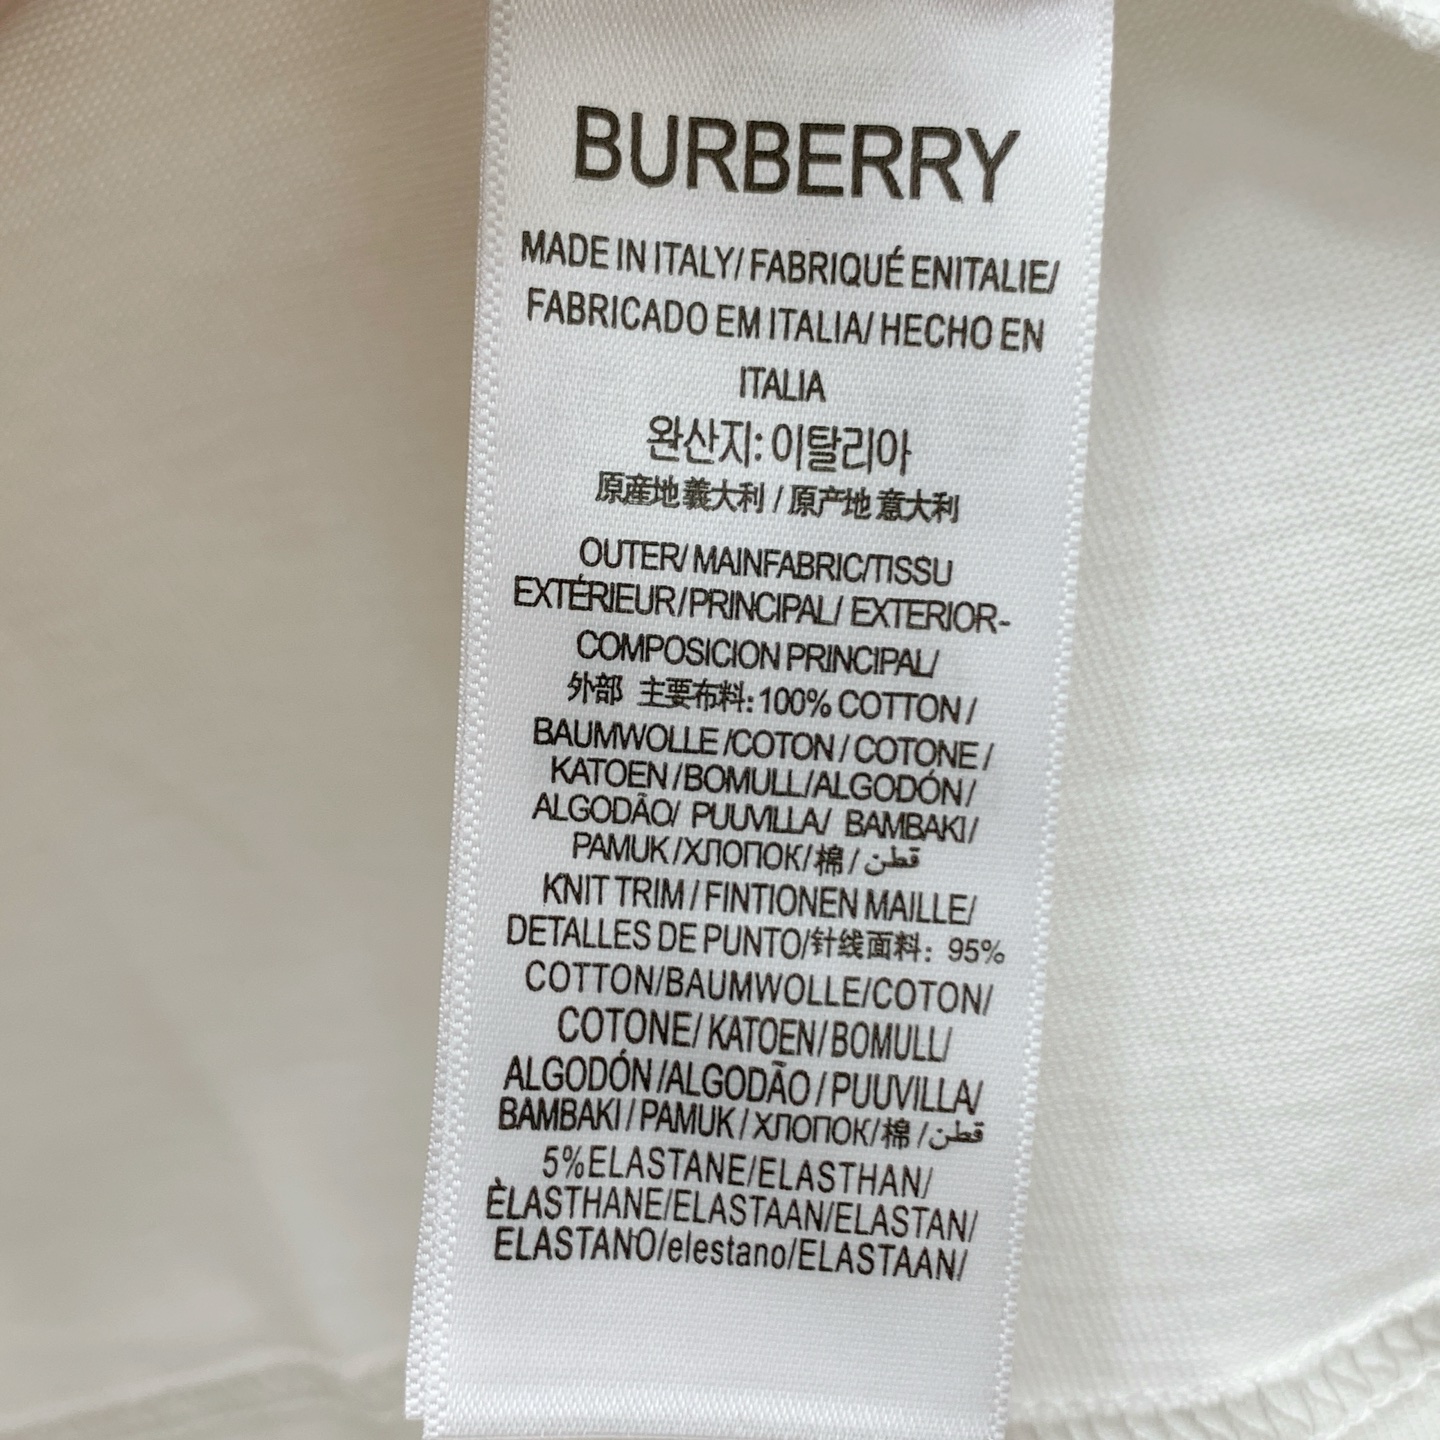 BURBERRY
MADE IN ITALY/ FABRIQUÉ ENITALIE/
FABRICADO EM ITALIA/ HECHO EN
ITALIA
완산지: 이탈리아
原産地 義大利 / 原产地 意大利
OUTER/ MAINFABRIC/TISSU
EXTÉRIEUR/PRINCIPAL/ EXTERIOR-
COMPOSICION PRINCIPAL/
外部 主要布料: 100% COTTON /
BAUMWOLLE /COTON / COTONE /
KATOEN /BOMULL/ALGODÓN/
ALGODÃO/ PUUVILLA/ BAMBAKI/
PAMUK /ХЛОПОК/棉 / قطن
KNIT TRIM / FINTIONEN MAILLE/
DETALLES DE PUNTO/针线面料: 95%
COTTON/BAUMWOLLE/COTON/
COTONE/ KATOEN/ BOMULL/
ALGODÓN /ALGODÃO / PUUVILLA/
BAMBAKI / PAMUK / ХЛОПОК/棉 / قطن
5%ELASTANE/ELASTHAN/
ÈLASTHANE/ELASTAAN/ELASTAN/
ELASTANO/elestano/ELASTAAN/